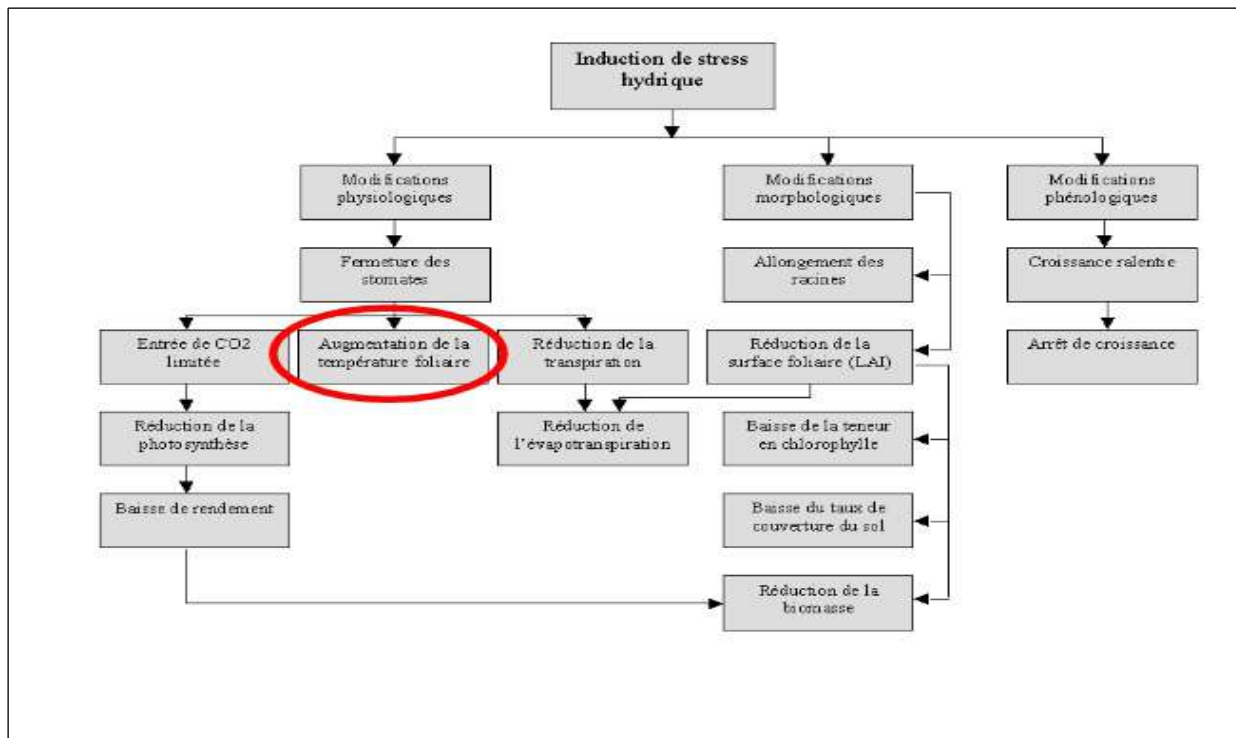 Induction de stress
hydrique
Modifications
physiologiques
Modifications
morphologiques
Modifications
phénologiques
Fermeture des
stomates
Allongement des
racines
Croissance ralentie
Entrée de CO2
limitée
Augmentation de la
température foliaire
Réduction de la
transpiration
Réduction de la
surface foliaire (LAI)
Arrêt de croissance
Réduction de la
photosynthèse
Réduction de
l'évapotranspiration
Baisse de la teneur
en chlorophylle
Baisse de rendement
Baisse du taux de
couverture du sol
Réduction de la
biomasse